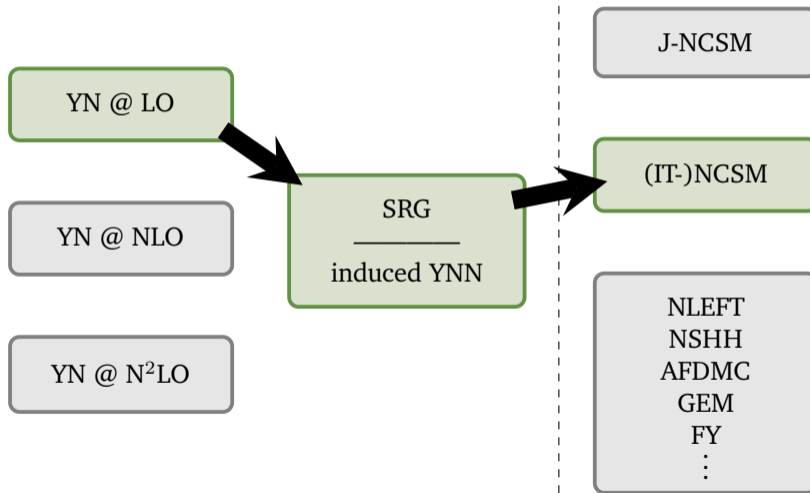 YN @ LO
YN @ NLO
YN @ N²LO
SRG
induced YNN
J-NCSM
(IT-)NCSM
NLEFT
NSHH
AFDMC
GEM
FY
⋮